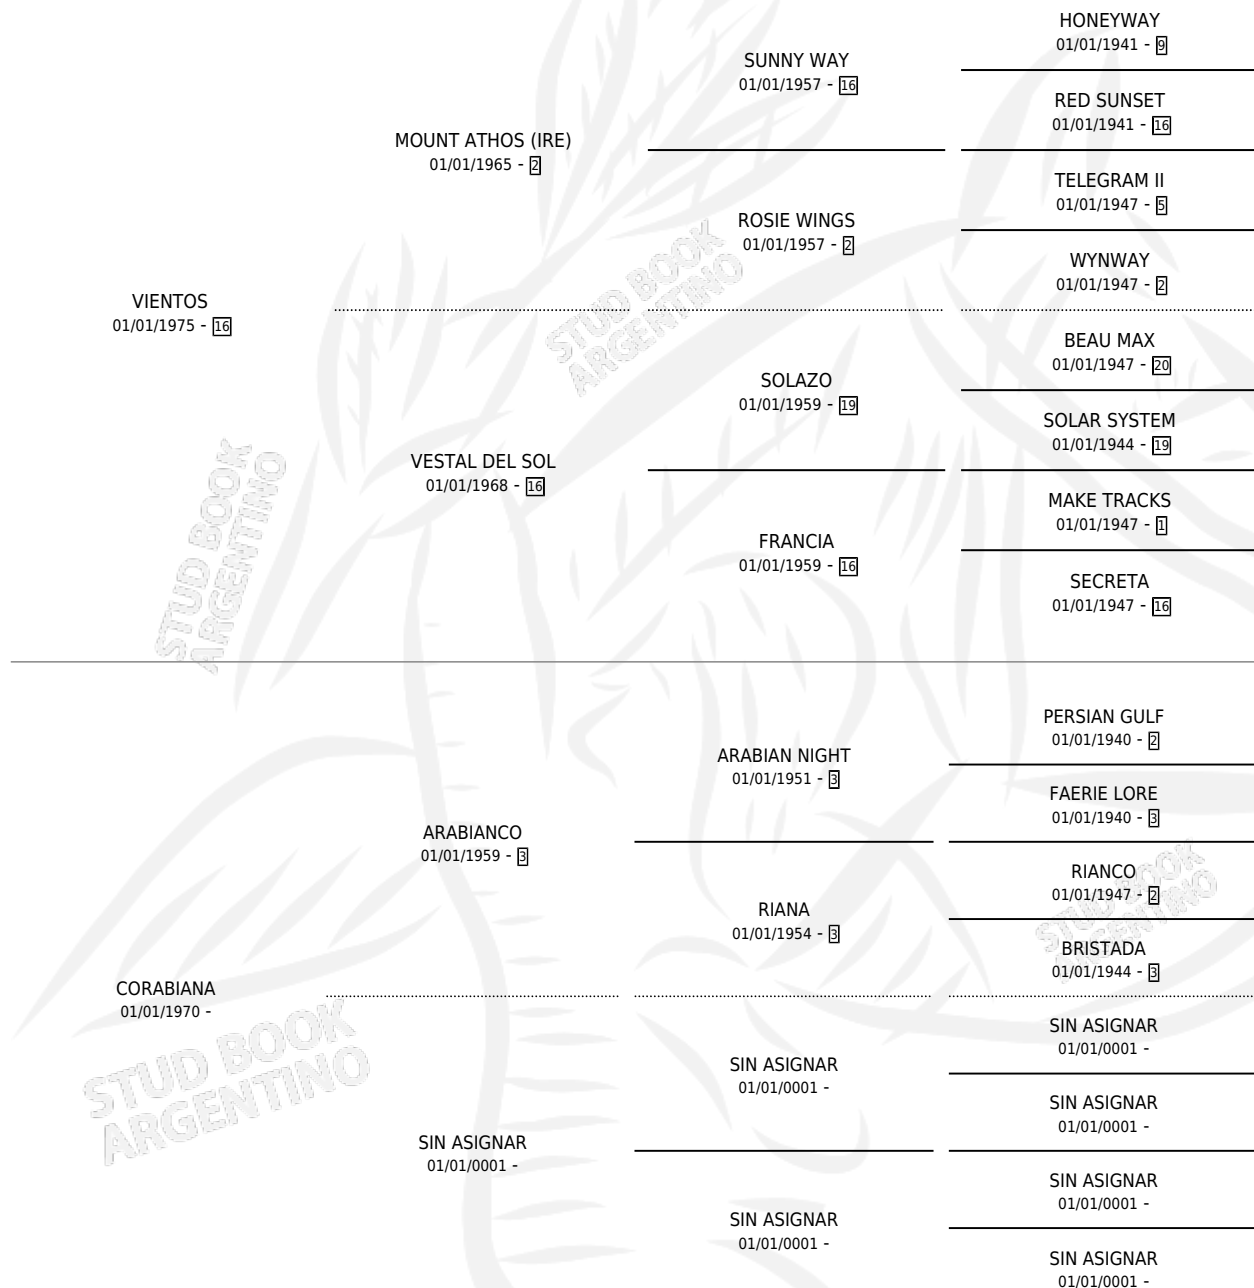 HONEYWAY
01/01/1941 - 9
SUNNY WAY
01/01/1957 - 16
RED SUNSET
01/01/1941 - 16
MOUNT ATHOS (IRE)
01/01/1965 - 2
TELEGRAM II
01/01/1947 - 5
ROSIE WINGS
01/01/1957 - 2
WYNWAY
01/01/1947 - 2
VIENTOS
01/01/1975 - 16
STUD BOOK
ARGENTINO
BEAU MAX
01/01/1947 - 20
SOLAZO
01/01/1959 - 19
SOLAR SYSTEM
01/01/1944 - 19
VESTAL DEL SOL
01/01/1968 - 16
MAKE TRACKS
01/01/1947 - 1
FRANCIA
01/01/1959 - 16
SECRETA
01/01/1947 - 16
STUD BOOK
ARGENTINO
PERSIAN GULF
01/01/1940 - 2
ARABIAN NIGHT
01/01/1951 - 3
FAERIE LORE
01/01/1940 - 3
ARABIANCO
01/01/1959 - 3
RIANCO
01/01/1947 - 2
RIANA
01/01/1954 - 3
STUD BOOK
ARGENTINO
BRISTADA
01/01/1944 - 3
CORABIANA
01/01/1970 -
STUD BOOK
ARGENTINO
SIN ASIGNAR
01/01/0001 -
SIN ASIGNAR
01/01/0001 -
SIN ASIGNAR
01/01/0001 -
SIN ASIGNAR
01/01/0001 -
SIN ASIGNAR
01/01/0001 -
SIN ASIGNAR
01/01/0001 -
SIN ASIGNAR
01/01/0001 -